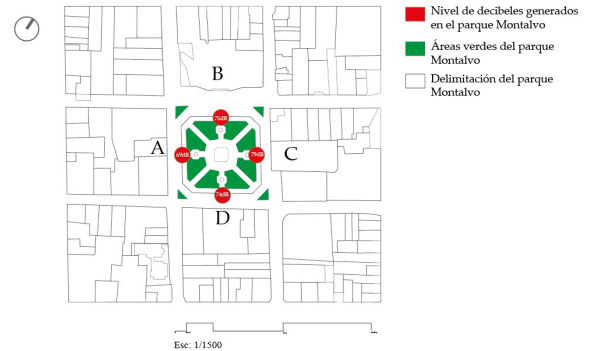 Nivel de decibeles generados
en el parque Montalvo
Áreas verdes del parque
Montalvo
Delimitación del parque
Montalvo
B
75dB
A
69dB
79dB
C
74dB
D
Esc: 1/1500